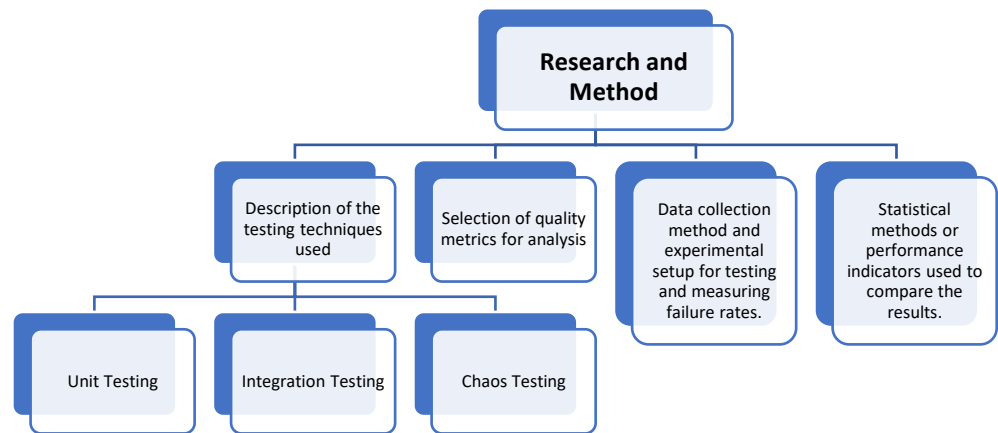 Research and
Method
Description of the
testing techniques
used
Selection of quality
metrics for analysis
Data collection
method and
experimental
setup for testing
and measuring
failure rates.
Statistical
methods or
performance
indicators used to
compare the
results.
Unit Testing
Integration Testing
Chaos Testing